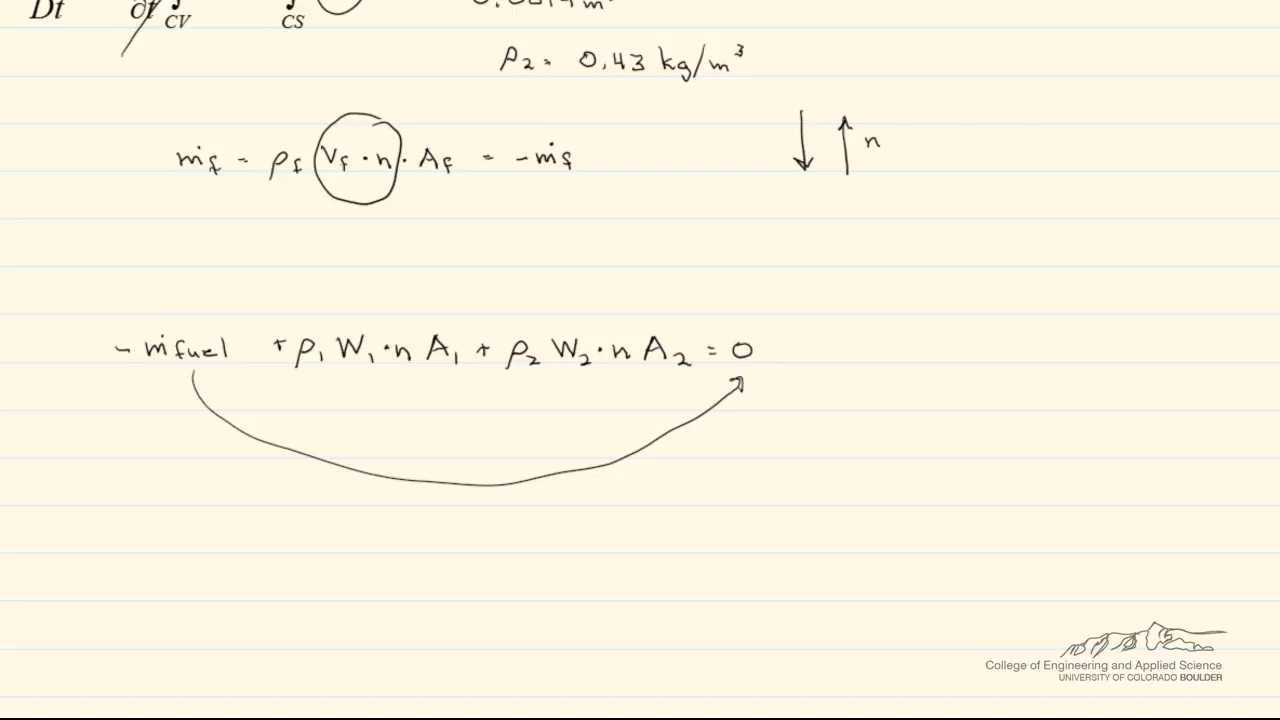 Dt ∂t CV CS
ρ₂ = 0.43 kg/m³
ṁf = ρf (Vf · n) · Af = - ṁf
n
- ṁfuel + ρ₁ W₁ · n A₁ + ρ₂ W₂ · n A₂ = 0
College of Engineering and Applied Science
UNIVERSITY OF COLORADO BOULDER